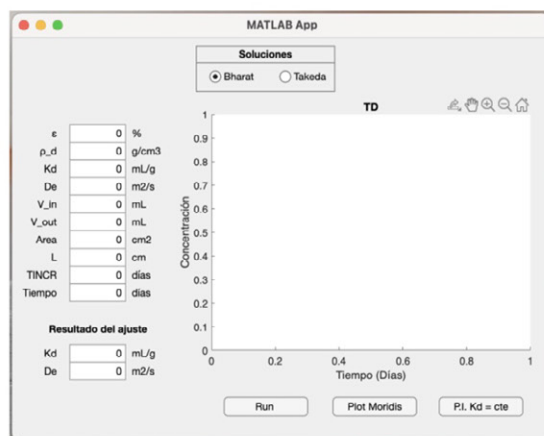 MATLAB App
Soluciones
Bharat Takeda
TD
ε 0 %
ρ_d 0 g/cm3
Kd 0 mL/g
De 0 m2/s
V_in 0 mL
V_out 0 mL
Area 0 cm2
L 0 cm
TINCR 0 días
Tiempo 0 días
Resultado del ajuste
Kd 0 mL/g
De 0 m2/s
Concentración
1
0.9
0.8
0.7
0.6
0.5
0.4
0.3
0.2
0.1
0
0 0.2 0.4 0.6 0.8 1
Tiempo (Días)
Run Plot Moridis P.I. Kd = cte